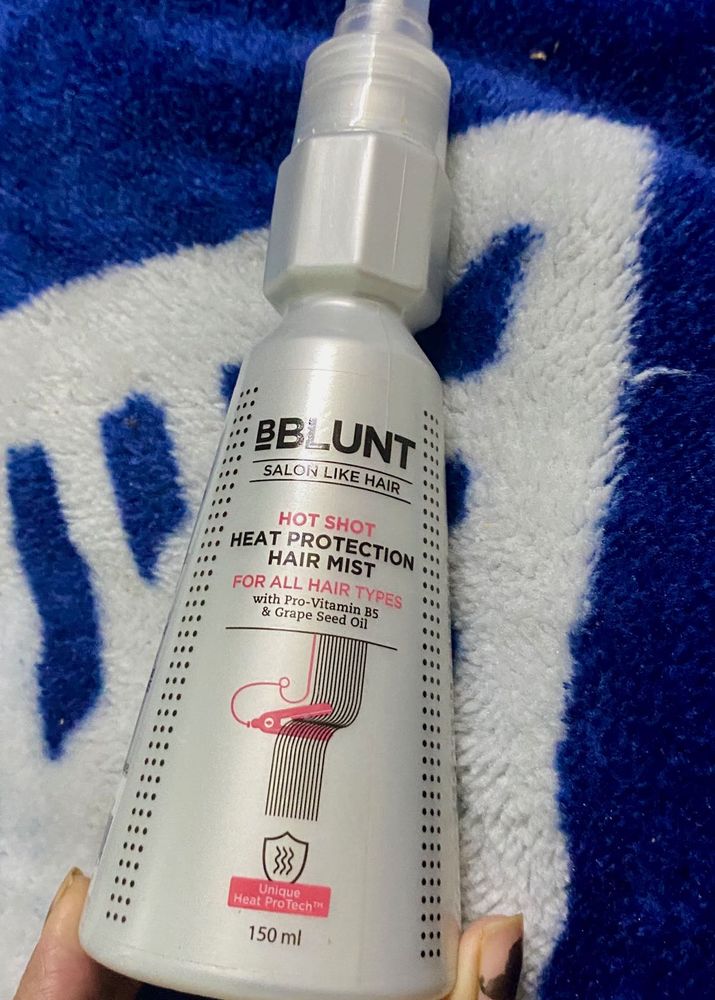 BBLUNT
SALON LIKE HAIR
HOT SHOT
HEAT PROTECTION
HAIR MIST
FOR ALL HAIR TYPES
with Pro-Vitamin B5
& Grape Seed Oil
Unique
Heat ProTech™
150 ml